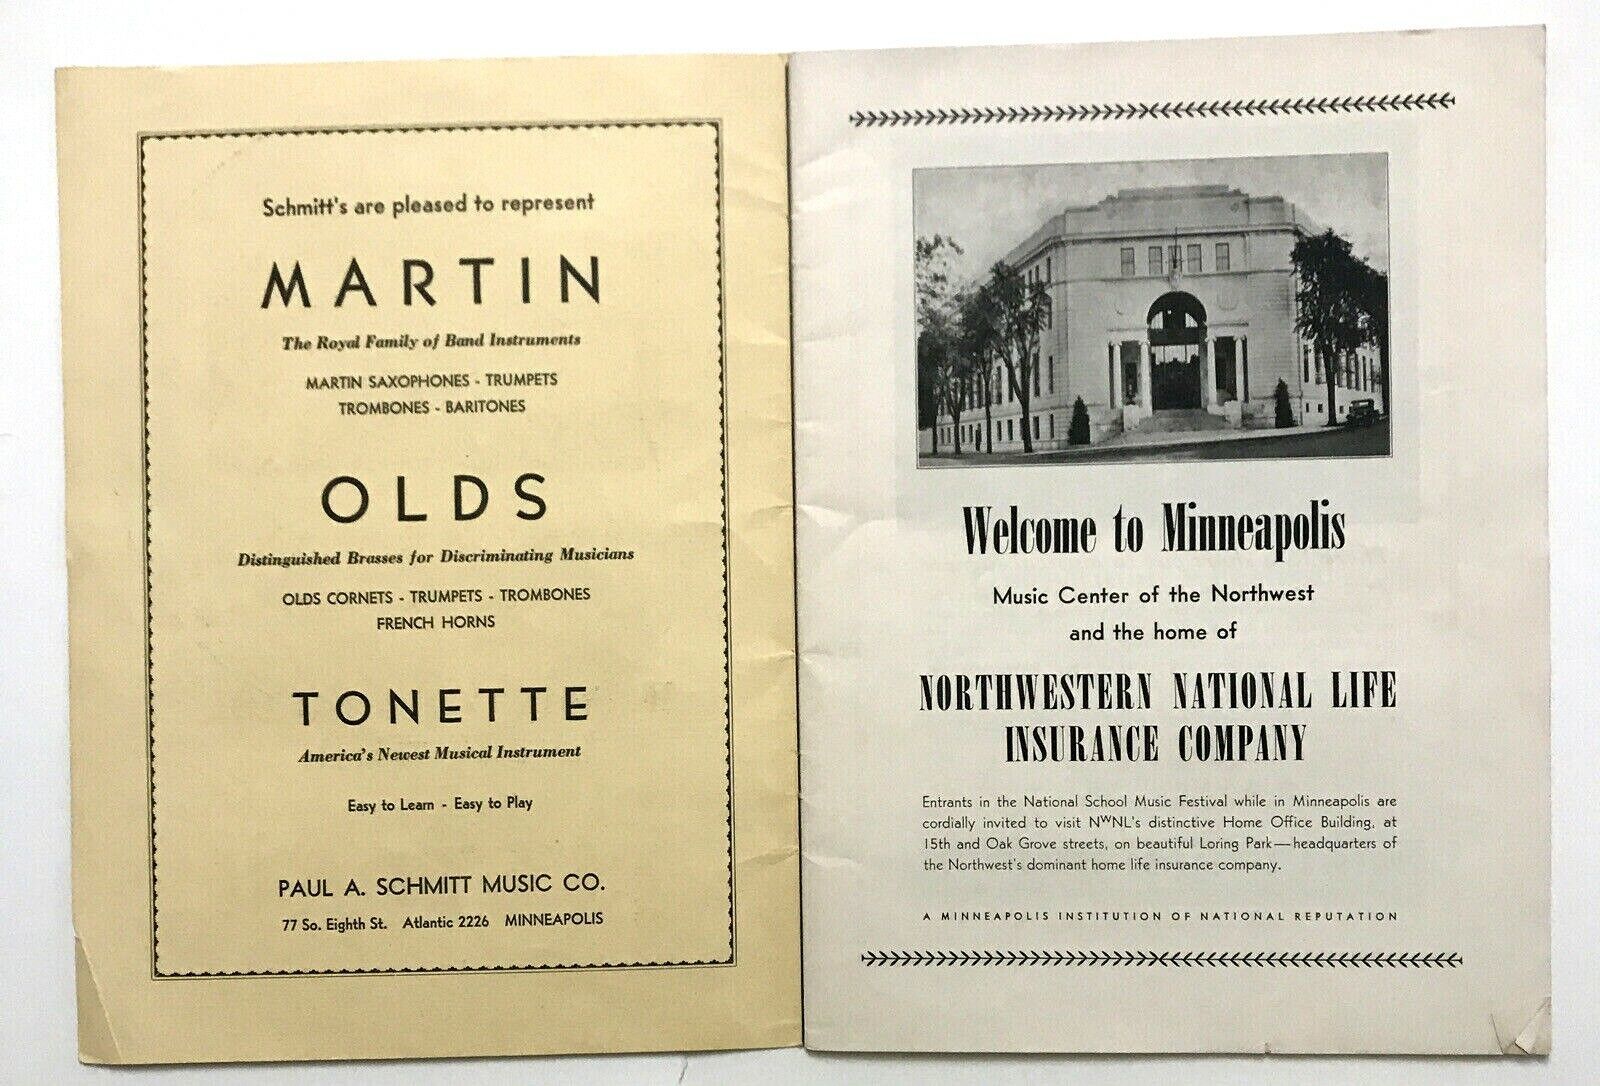 Schmitt's are pleased to represent
MARTIN
The Royal Family of Band Instruments
MARTIN SAXOPHONES - TRUMPETS
TROMBONES - BARITONES
OLDS
Distinguished Brasses for Discriminating Musicians
OLDS CORNETS - TRUMPETS - TROMBONES
FRENCH HORNS
TONETTE
America's Newest Musical Instrument
Easy to Learn - Easy to Play
PAUL A. SCHMITT MUSIC CO.
77 So. Eighth St. Atlantic 2226 MINNEAPOLIS
Welcome to Minneapolis
Music Center of the Northwest
and the home of
NORTHWESTERN NATIONAL LIFE
INSURANCE COMPANY
Entrants in the National School Music Festival while in Minneapolis are
cordially invited to visit NWNL's distinctive Home Office Building, at
15th and Oak Grove streets, on beautiful Loring Park—headquarters of
the Northwest's dominant home life insurance company.
A MINNEAPOLIS INSTITUTION OF NATIONAL REPUTATION